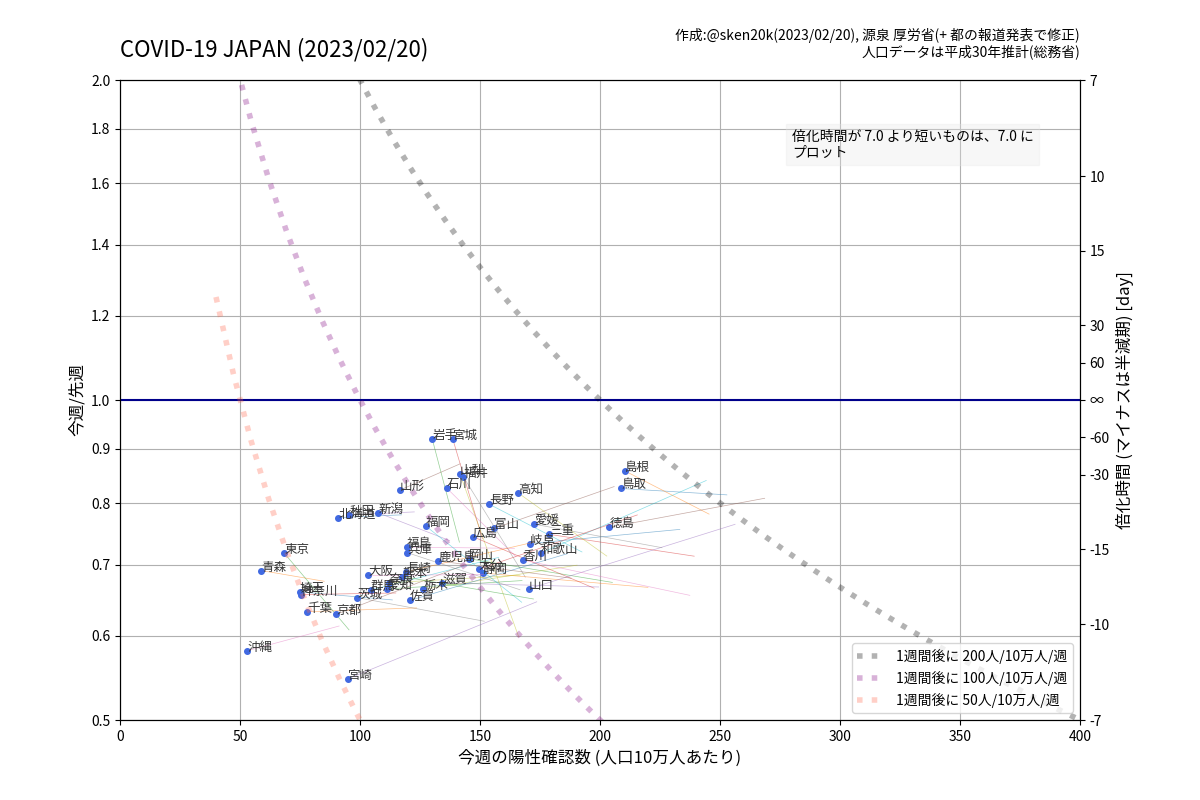 COVID-19 JAPAN (2023/02/20)
作成:@sken20k(2023/02/20), 源泉 厚労省(+ 都の報道発表で修正)
人口データは平成30年推計(総務省)
倍化時間が 7.0 より短いものは、7.0 に
プロット
2.0
1.8
1.6
1.4
1.2
1.0
0.9
0.8
0.7
0.6
0.5
今週/先週
7
10
15
30
60
∞
-60
-30
-15
-10
-7
倍化時間 (マイナスは半減期) [day]
岩手
宮城
福井
島根
山形
石川
高知
鳥取
長野
北海道
秋田
新潟
福岡
富山
愛媛
徳島
三重
広島
岐阜
福島
兵庫
東京
和歌山
岡山
香川
鹿児島
青森
大阪
長崎
静岡
滋賀
群馬
愛知
栃木
山口
埼玉
神奈川
茨城
佐賀
千葉
京都
沖縄
宮崎
1週間後に 200人/10万人/週
1週間後に 100人/10万人/週
1週間後に 50人/10万人/週
0
50
100
150
200
250
300
350
400
今週の陽性確認数 (人口10万人あたり)